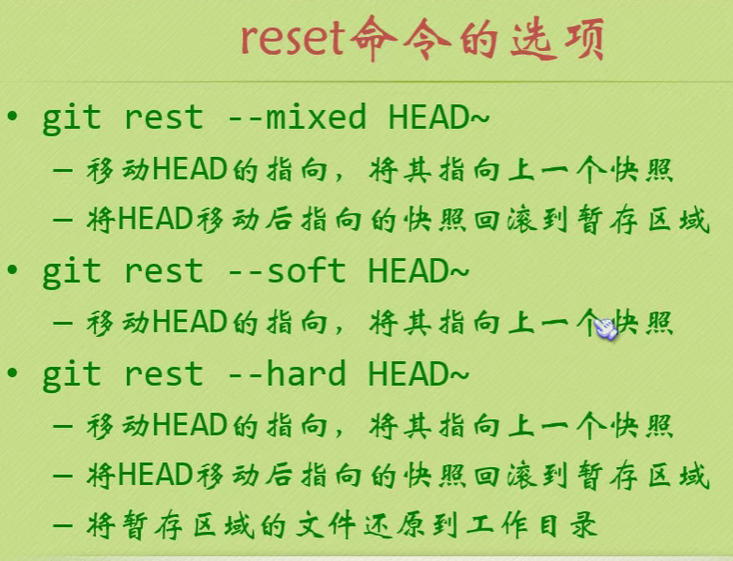 reset命令的选项
• git rest --mixed HEAD~
– 移动HEAD的指向，将其指向上一个快照
– 将HEAD移动后指向的快照回滚到暂存区域
• git rest --soft HEAD~
– 移动HEAD的指向，将其指向上一个快照
• git rest --hard HEAD~
– 移动HEAD的指向，将其指向上一个快照
– 将HEAD移动后指向的快照回滚到暂存区域
– 将暂存区域的文件还原到工作目录